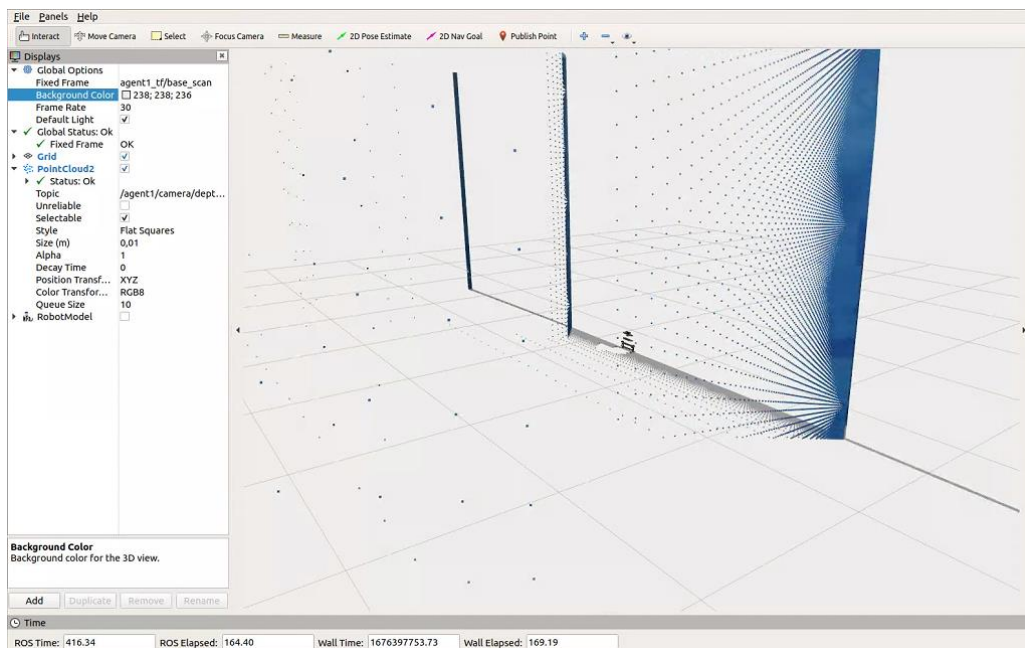 File Panels Help
Interact Move Camera Select Focus Camera Measure 2D Pose Estimate 2D Nav Goal Publish Point
Displays
Global Options
Fixed Frame agent1_tf/base_scan
Background Color 238; 238; 236
Frame Rate 30
Default Light
Global Status: Ok
Fixed Frame OK
Grid
PointCloud2
Status: Ok
Topic /agent1/camera/dept...
Unreliable
Selectable
Style Flat Squares
Size (m) 0,01
Alpha 1
Decay Time 0
Position Transf... XYZ
Color Transfor... RGB8
Queue Size 10
RobotModel
Background Color
Background color for the 3D view.
Add Duplicate Remove Rename
Time
ROS Time: 416.34 ROS Elapsed: 164.40 Wall Time: 1676397753.73 Wall Elapsed: 169.19